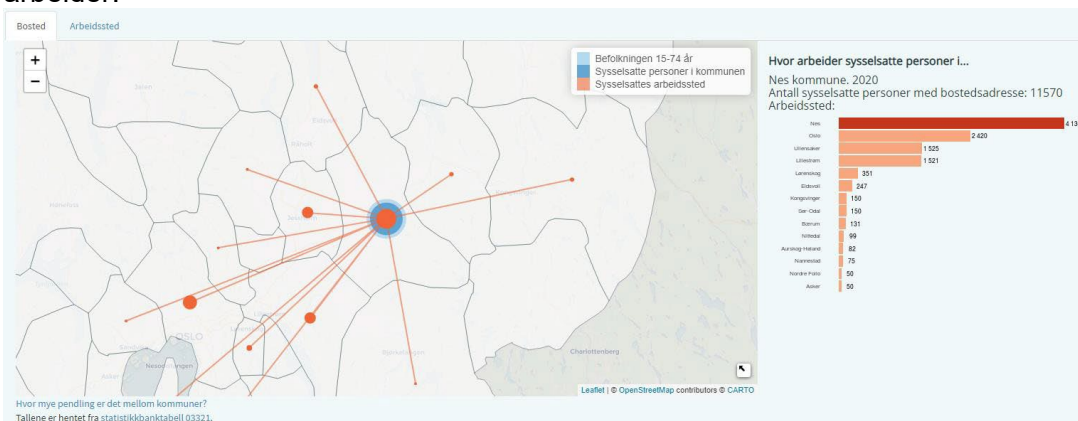 arbeider:
Bosted
Arbeidssted
+
−
Befolkningen 15-74 år
Sysselsatte personer i kommunen
Sysselsattes arbeidssted
OSLO
Charlottenberg
Leaflet | © OpenStreetMap contributors © CARTO
Hvor mye pendling er det mellom kommuner?
Tallene er hentet fra statistikkbanktabell 03321.
Hvor arbeider sysselsatte personer i...
Nes kommune. 2020
Antall sysselsatte personer med bostedsadresse: 11570
Arbeidssted:
Nes
Oslo 2 420
Ullensaker 1 525
Lillestrøm 1 521
Lørenskog 351
Eidsvoll 247
Kongsvinger 150
Sør-Odal 150
Bærum 131
Nittedal 99
Aurskog-Høland 82
Nannestad 75
Nordre Follo 50
Asker 50